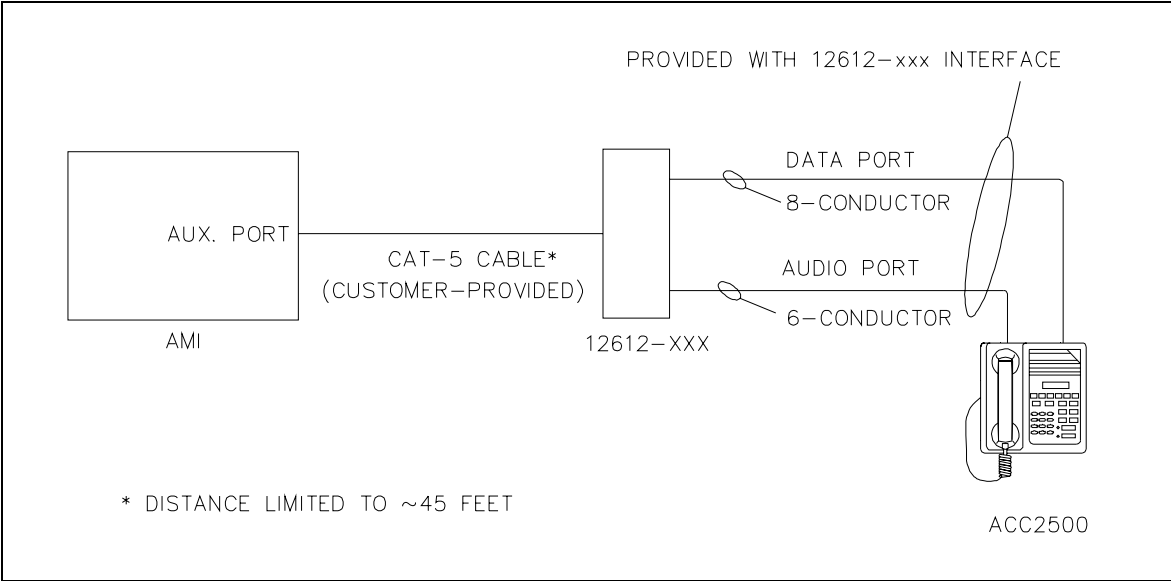 PROVIDED WITH 12612-xxx INTERFACE
DATA PORT
8-CONDUCTOR
AUX. PORT
CAT-5 CABLE*
(CUSTOMER-PROVIDED)
AUDIO PORT
6-CONDUCTOR
AMI
12612-XXX
* DISTANCE LIMITED TO ~45 FEET
ACC2500